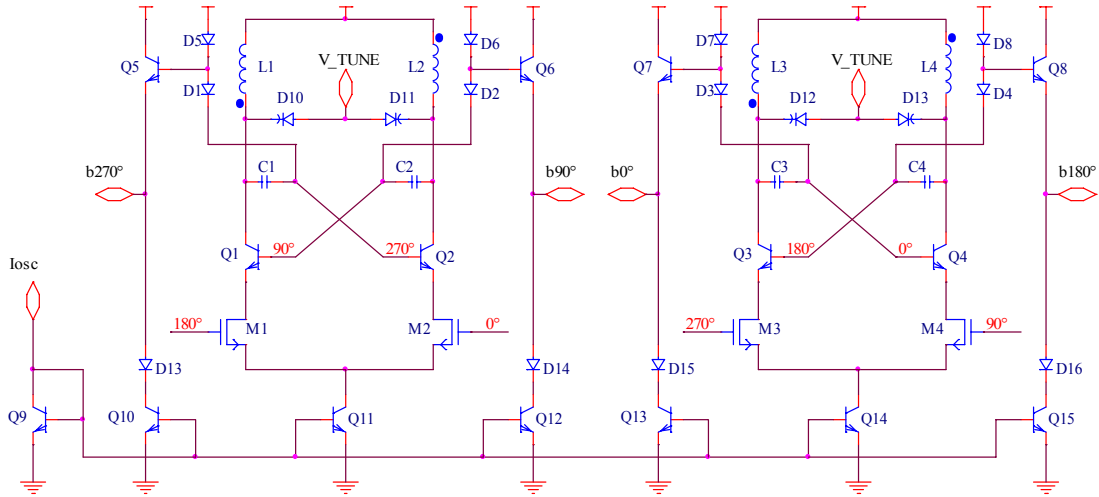 D5 D6 D7 D8
Q5 L1 V_TUNE L2 Q6 Q7 L3 V_TUNE L4 Q8
D1 D10 D11 D2 D3 D12 D13 D4
b270° C1 C2 b90° b0° C3 C4 b180°
Q1 90° 270° Q2 Q3 180° 0° Q4
Iosc
180° M1 M2 0° 270° M3 M4 90°
D13 D14 D15 D16
Q9 Q10 Q11 Q12 Q13 Q14 Q15